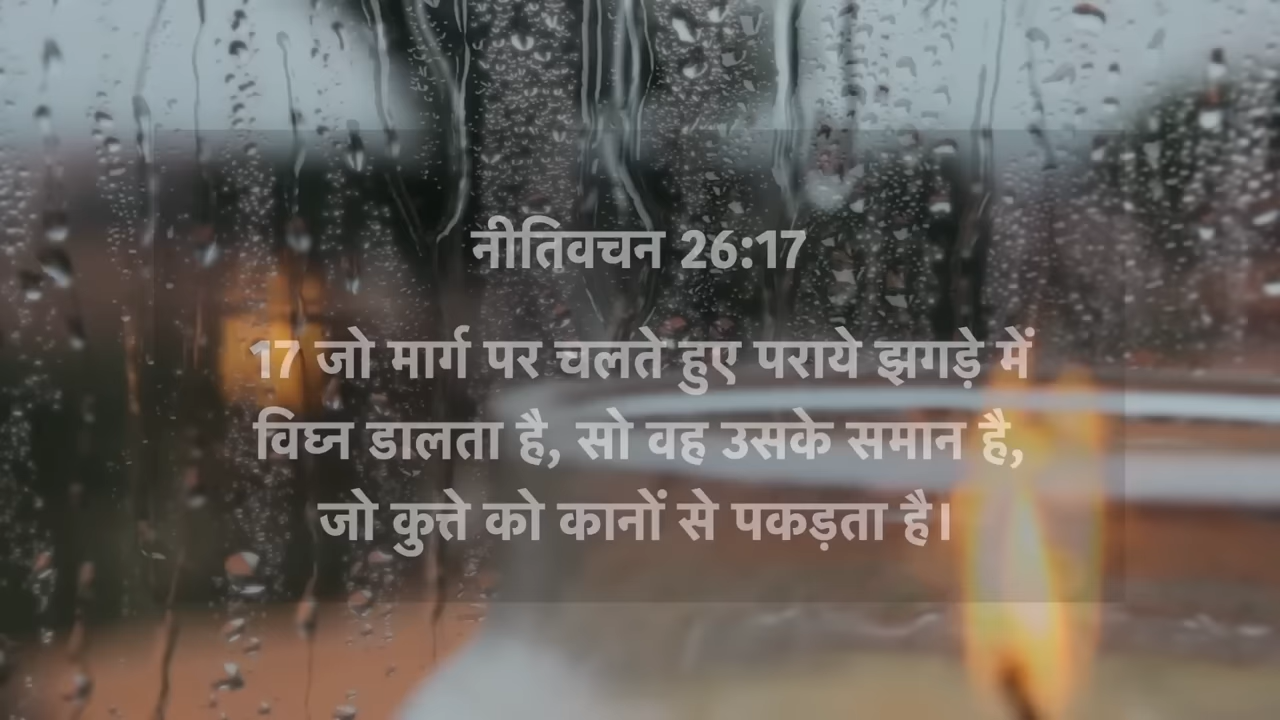 नीतिवचन 26:17
17 जो मार्ग पर चलते हुए पराये झगड़े में
विघ्न डालता है, सो वह उसके समान है,
जो कुत्ते को कानों से पकड़ता है।